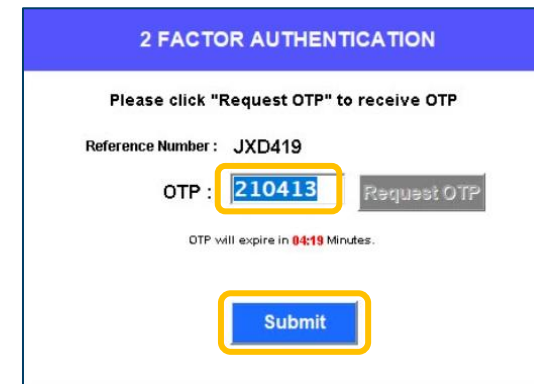 2 FACTOR AUTHENTICATION
Please click "Request OTP" to receive OTP
Reference Number : JXD419
OTP : 210413 Request OTP
OTP will expire in 04:19 Minutes.
Submit